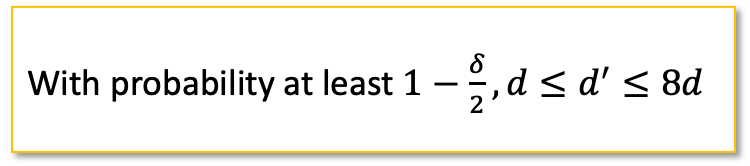 With probability at least 1 − δ/2, d ≤ d′ ≤ 8d